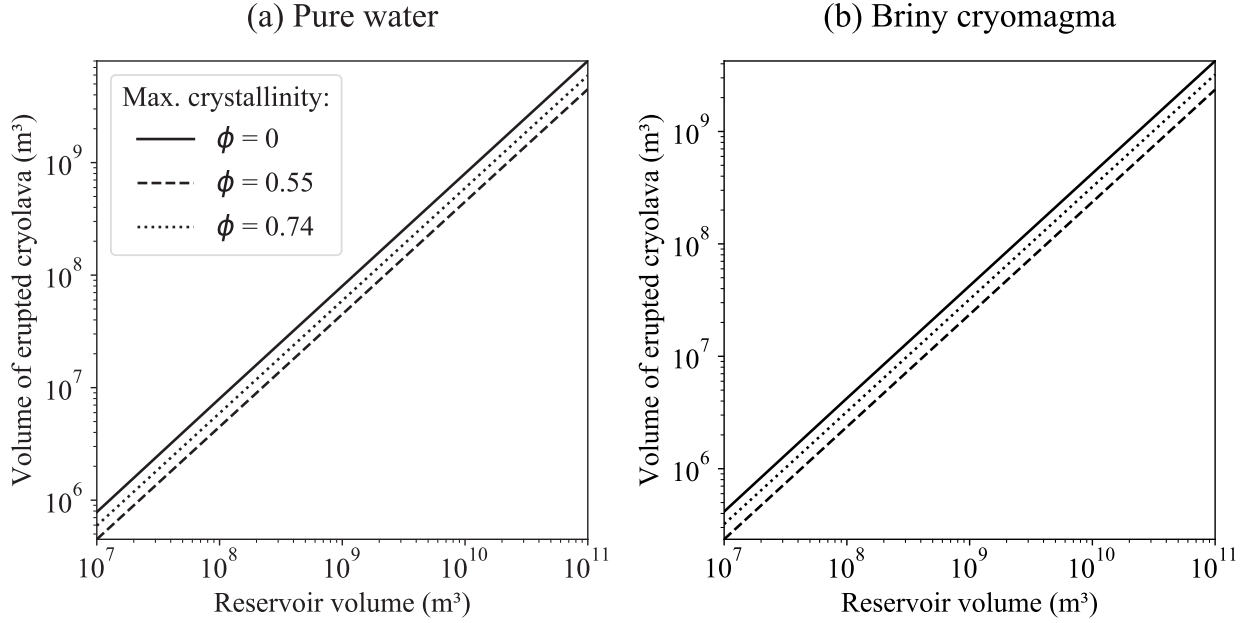 (a) Pure water
Volume of erupted cryolava (m³)
10⁹
10⁸
10⁷
10⁶
Max. crystallinity:
ϕ = 0
ϕ = 0.55
ϕ = 0.74
10⁷ 10⁸ 10⁹ 10¹⁰ 10¹¹
Reservoir volume (m³)
(b) Briny cryomagma
Volume of erupted cryolava (m³)
10⁹
10⁸
10⁷
10⁶
10⁷ 10⁸ 10⁹ 10¹⁰ 10¹¹
Reservoir volume (m³)